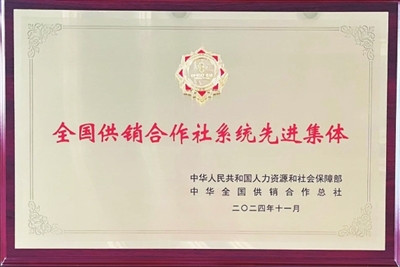 全国供销合作社系统先进集体
中华人民共和国人力资源和社会保障部
中华全国供销合作总社
二〇二四年十一月